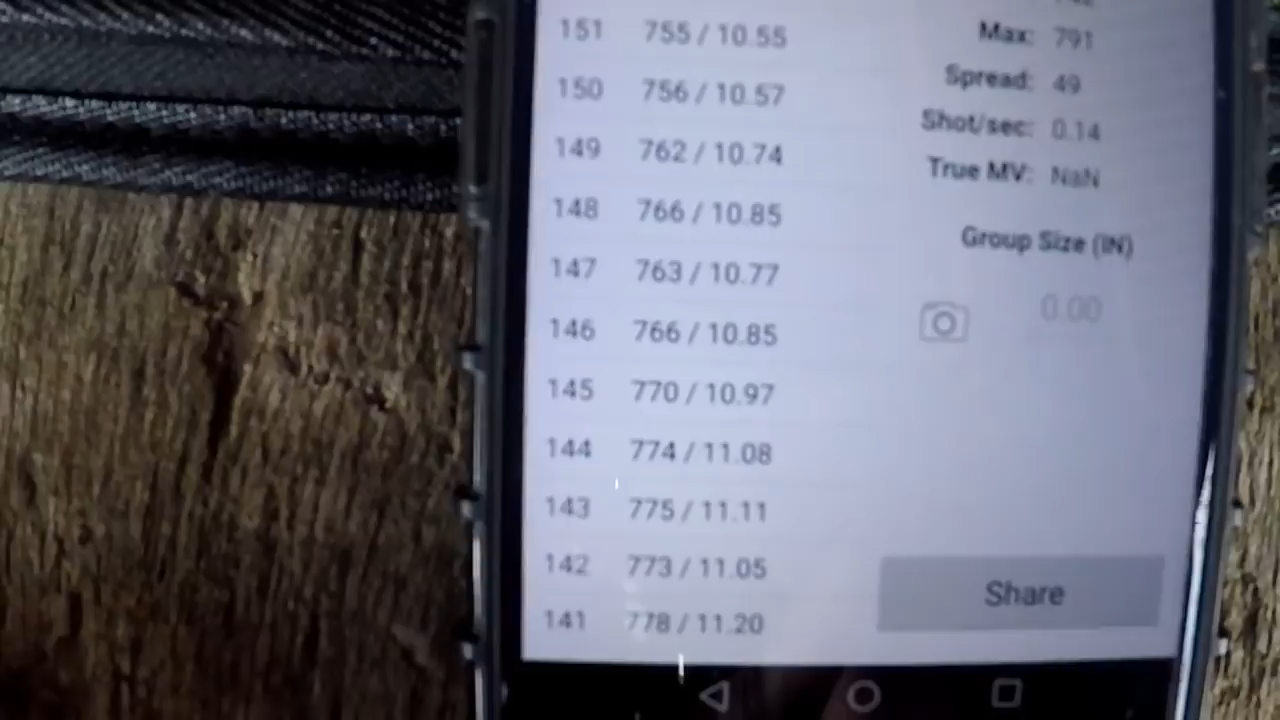 151 755 / 10.55
150 756 / 10.57
149 762 / 10.74
148 766 / 10.85
147 763 / 10.77
146 766 / 10.85
145 770 / 10.97
144 774 / 11.08
143 775 / 11.11
142 773 / 11.05
141 778 / 11.20
Max: 791
Spread: 49
Shot/sec: 0.14
True MV: NaN
Group Size (IN)
0.00
Share